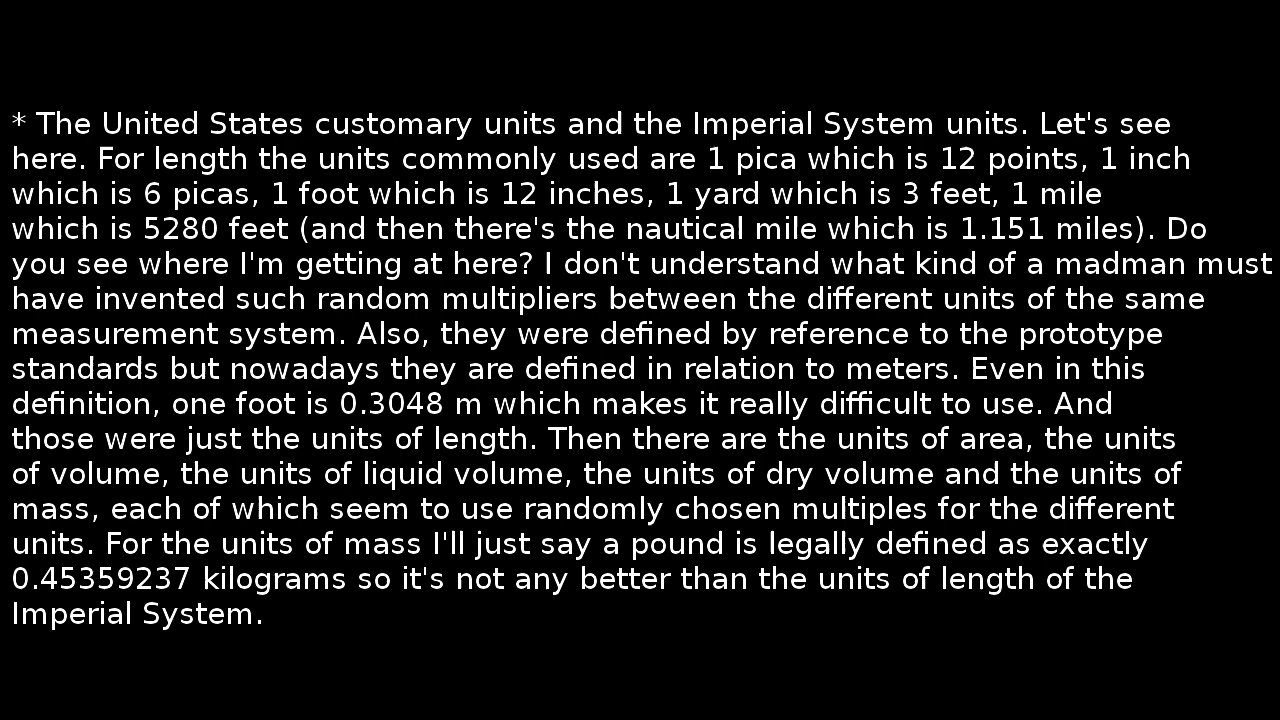 * The United States customary units and the Imperial System units. Let's see
here. For length the units commonly used are 1 pica which is 12 points, 1 inch
which is 6 picas, 1 foot which is 12 inches, 1 yard which is 3 feet, 1 mile
which is 5280 feet (and then there's the nautical mile which is 1.151 miles). Do
you see where I'm getting at here? I don't understand what kind of a madman must
have invented such random multipliers between the different units of the same
measurement system. Also, they were defined by reference to the prototype
standards but nowadays they are defined in relation to meters. Even in this
definition, one foot is 0.3048 m which makes it really difficult to use. And
those were just the units of length. Then there are the units of area, the units
of volume, the units of liquid volume, the units of dry volume and the units of
mass, each of which seem to use randomly chosen multiples for the different
units. For the units of mass I'll just say a pound is legally defined as exactly
0.45359237 kilograms so it's not any better than the units of length of the
Imperial System.